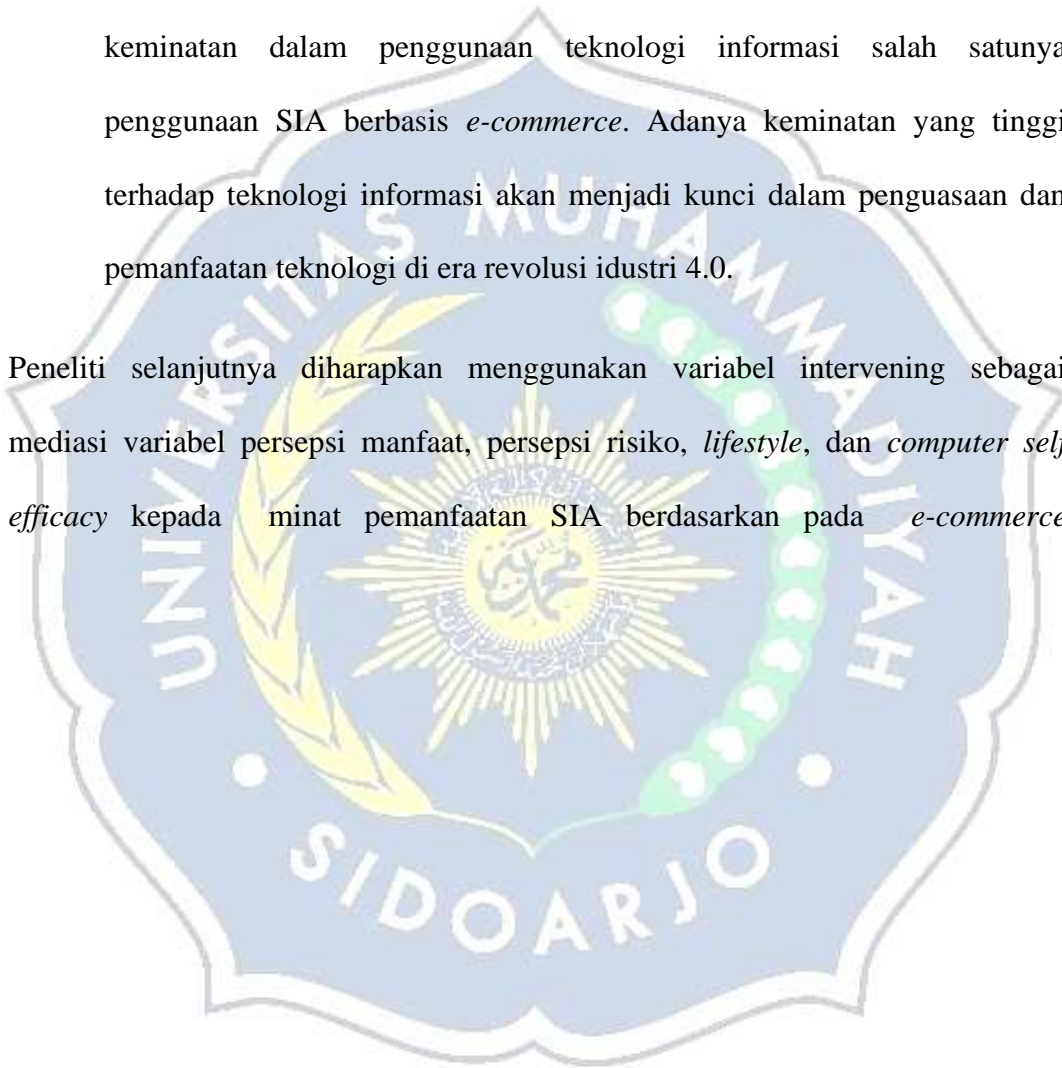 keminatan dalam penggunaan teknologi informasi salah satunya
penggunaan SIA berbasis e-commerce. Adanya keminatan yang tinggi
terhadap teknologi informasi akan menjadi kunci dalam penguasaan dan
pemanfaatan teknologi di era revolusi idustri 4.0.
Peneliti selanjutnya diharapkan menggunakan variabel intervening sebagai
mediasi variabel persepsi manfaat, persepsi risiko, lifestyle, dan computer self
efficacy kepada minat pemanfaatan SIA berdasarkan pada e-commerce
UNIVERSITAS MUHAMMADIYAH
SIDOARJO